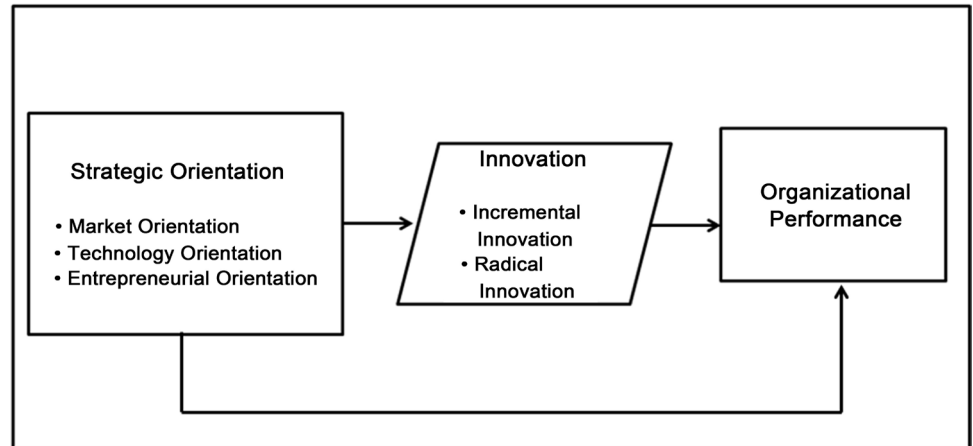 Strategic Orientation
• Market Orientation
• Technology Orientation
• Entrepreneurial Orientation
Innovation
• Incremental
Innovation
• Radical
Innovation
Organizational
Performance